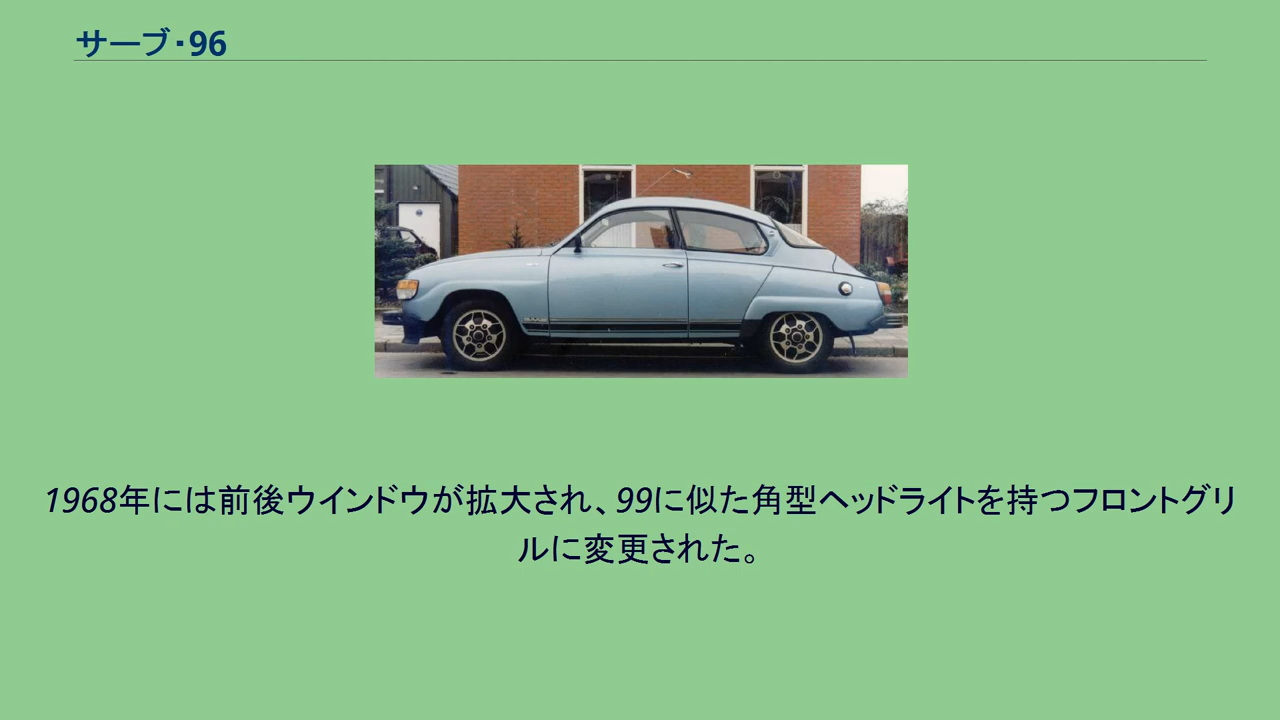 サーブ・96
1968年には前後ウインドウが拡大され、99に似た角型ヘッドライトを持つフロントグリ
ルに変更された。